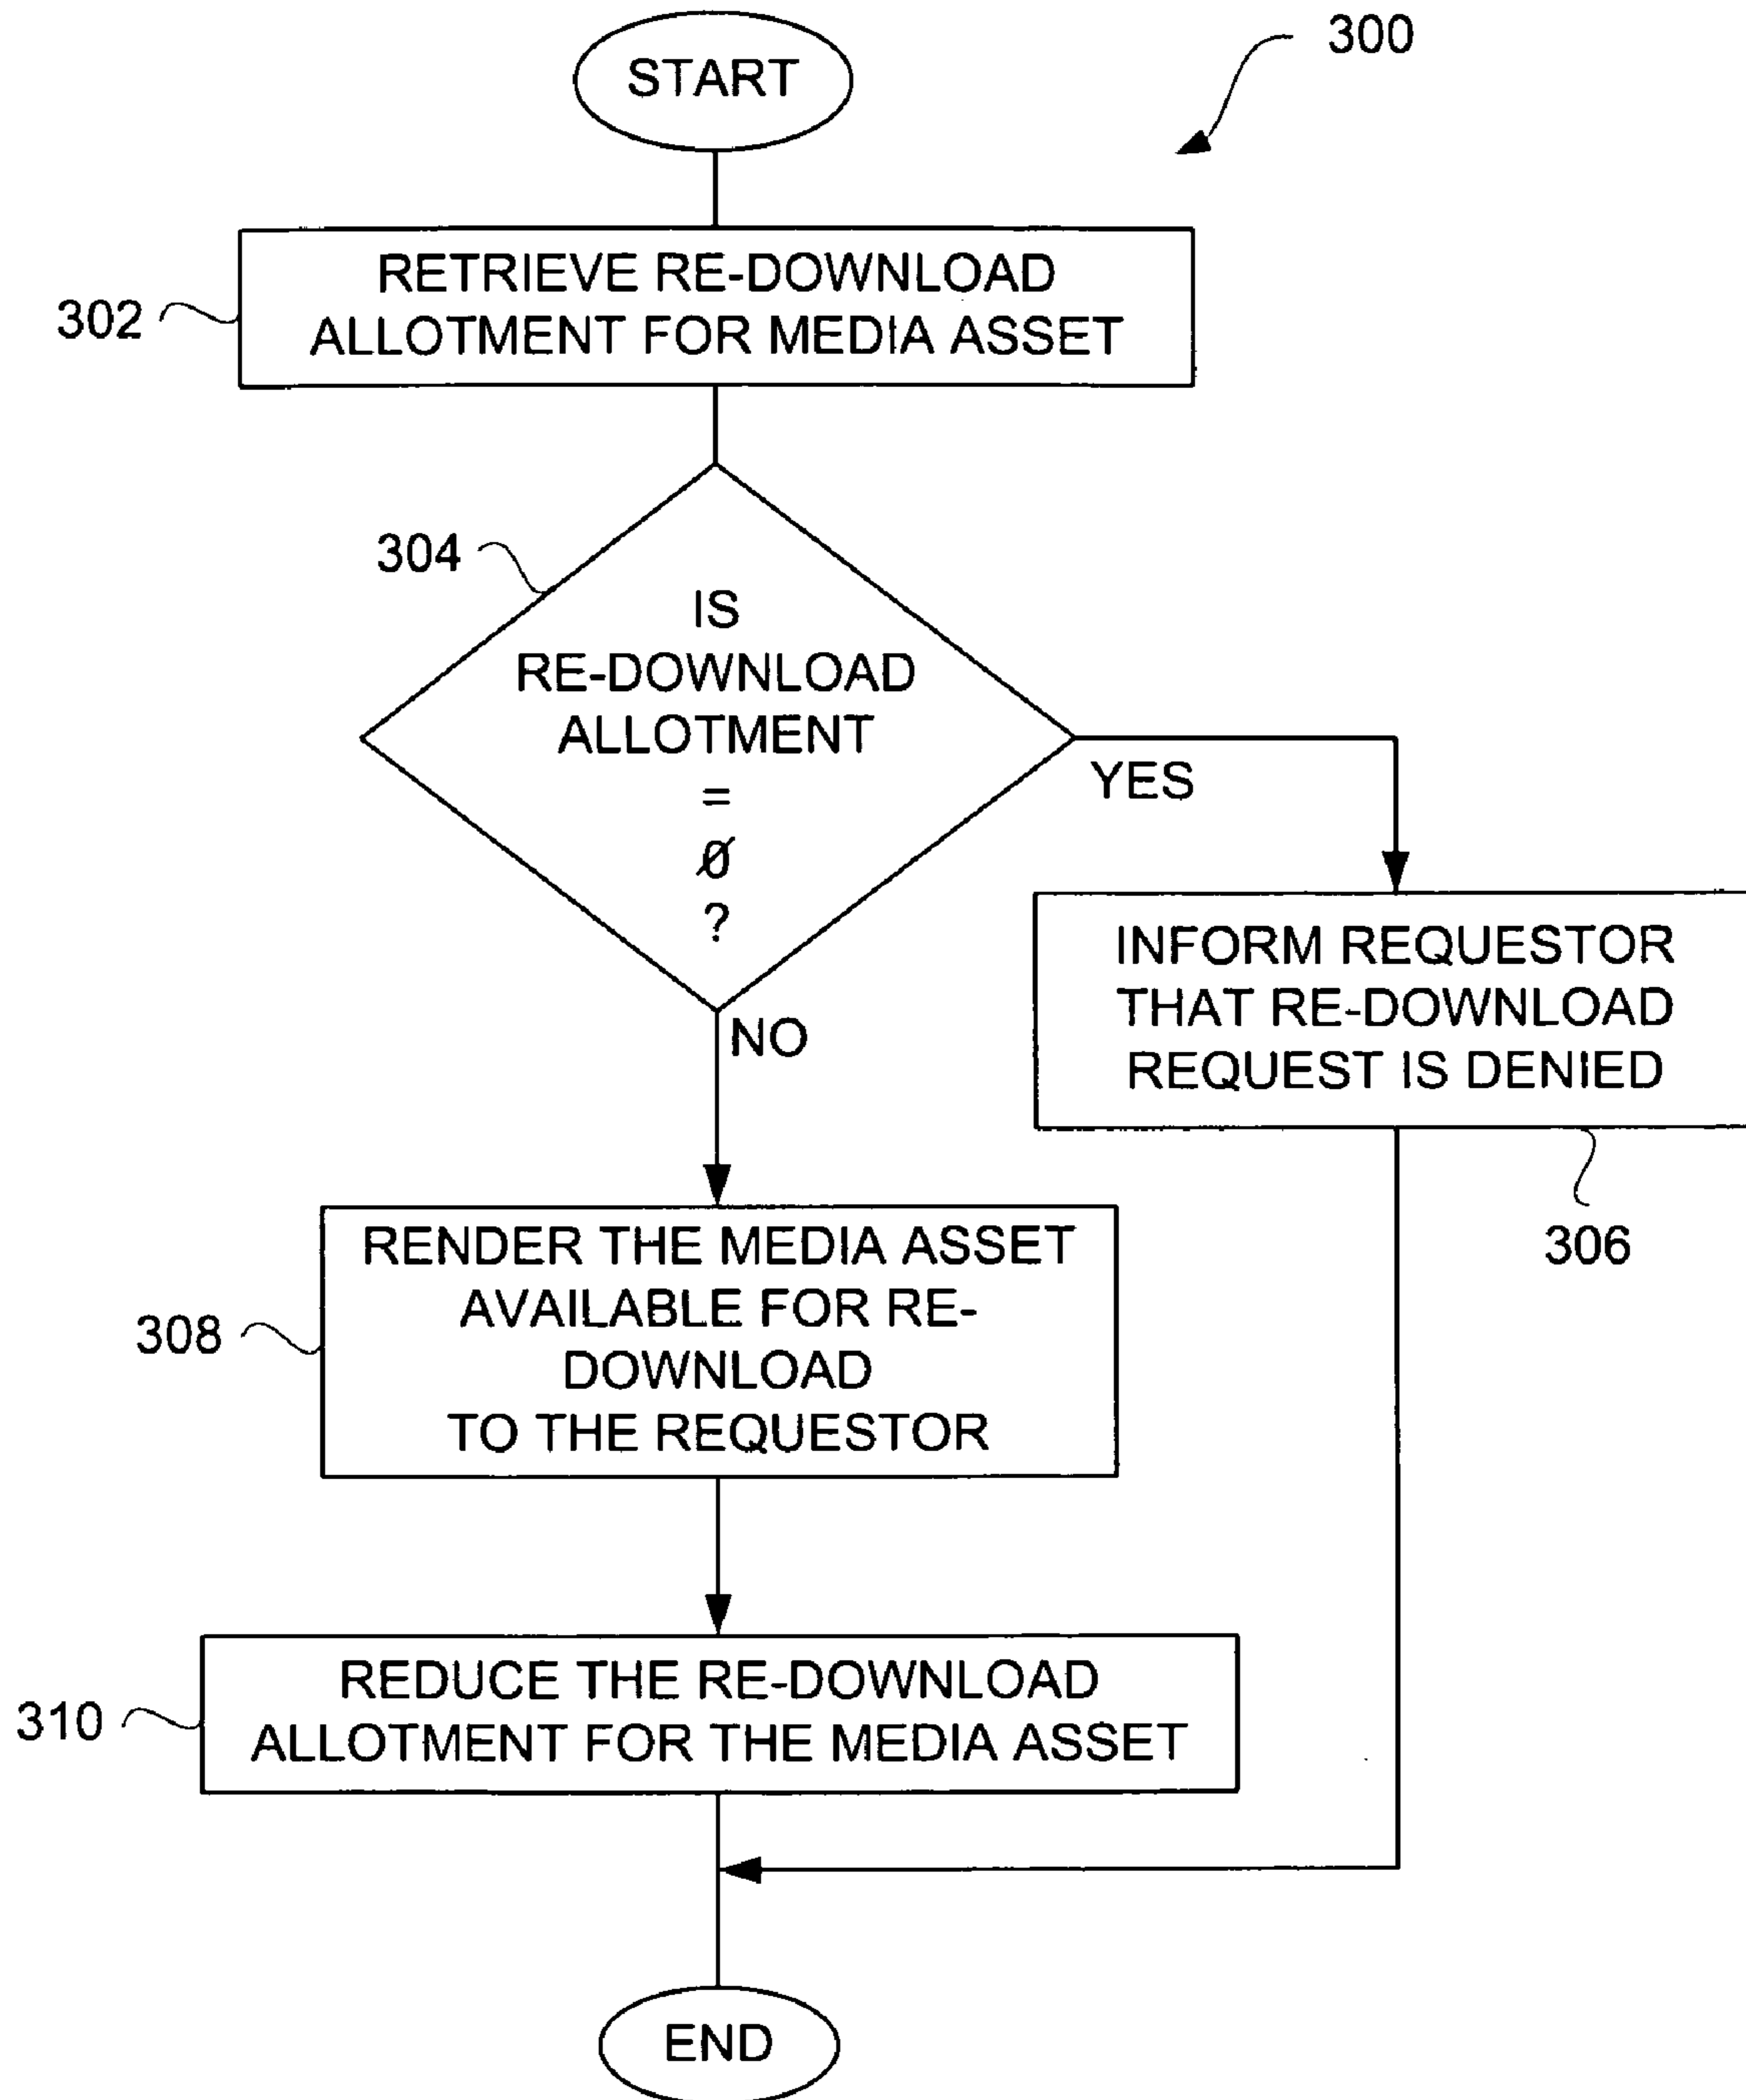 START
300
302
RETRIEVE RE-DOWNLOAD
ALLOTMENT FOR MEDIA ASSET
304
IS
RE-DOWNLOAD
ALLOTMENT
=
0
?
YES
NO
INFORM REQUESTOR
THAT RE-DOWNLOAD
REQUEST IS DENIED
306
308
RENDER THE MEDIA ASSET
AVAILABLE FOR RE-
DOWNLOAD
TO THE REQUESTOR
310
REDUCE THE RE-DOWNLOAD
ALLOTMENT FOR THE MEDIA ASSET
END